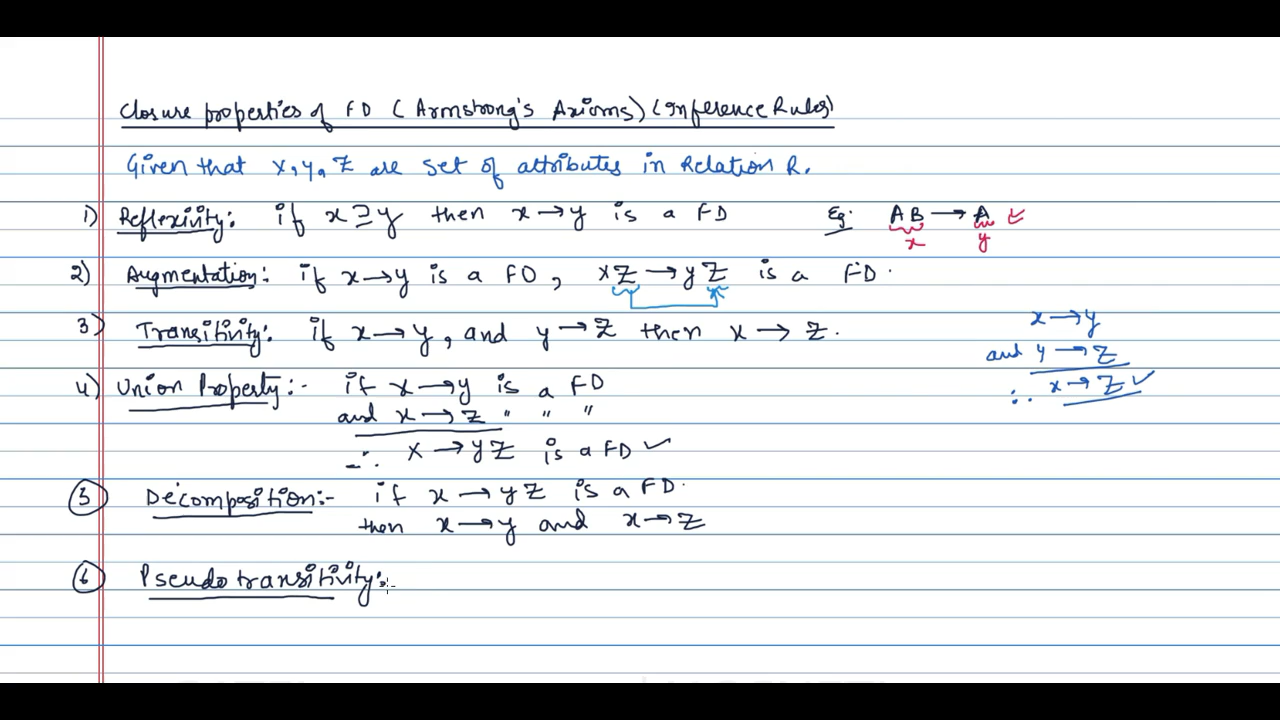 Closure properties of FD (Armstrong's Axioms) (Inference Rules)
Given that X, Y, Z are set of attributes in Relation R.
1) Reflexivity: if x ⊇ y then x → y is a FD Eg: AB → A
x y
2) Augmentation: if x → y is a FD, XZ → YZ is a FD.
3) Transitivity: if x → y, and y → Z then x → Z.
x → y
and y → Z
∴ x → Z ✓
4) Union Property:- if x → y is a FD
and x → Z " " "
∴ X → YZ is a FD ✓
5 Decomposition:- if x → YZ is a FD.
then x → y and x → Z
6 Pseudo transitivity:-